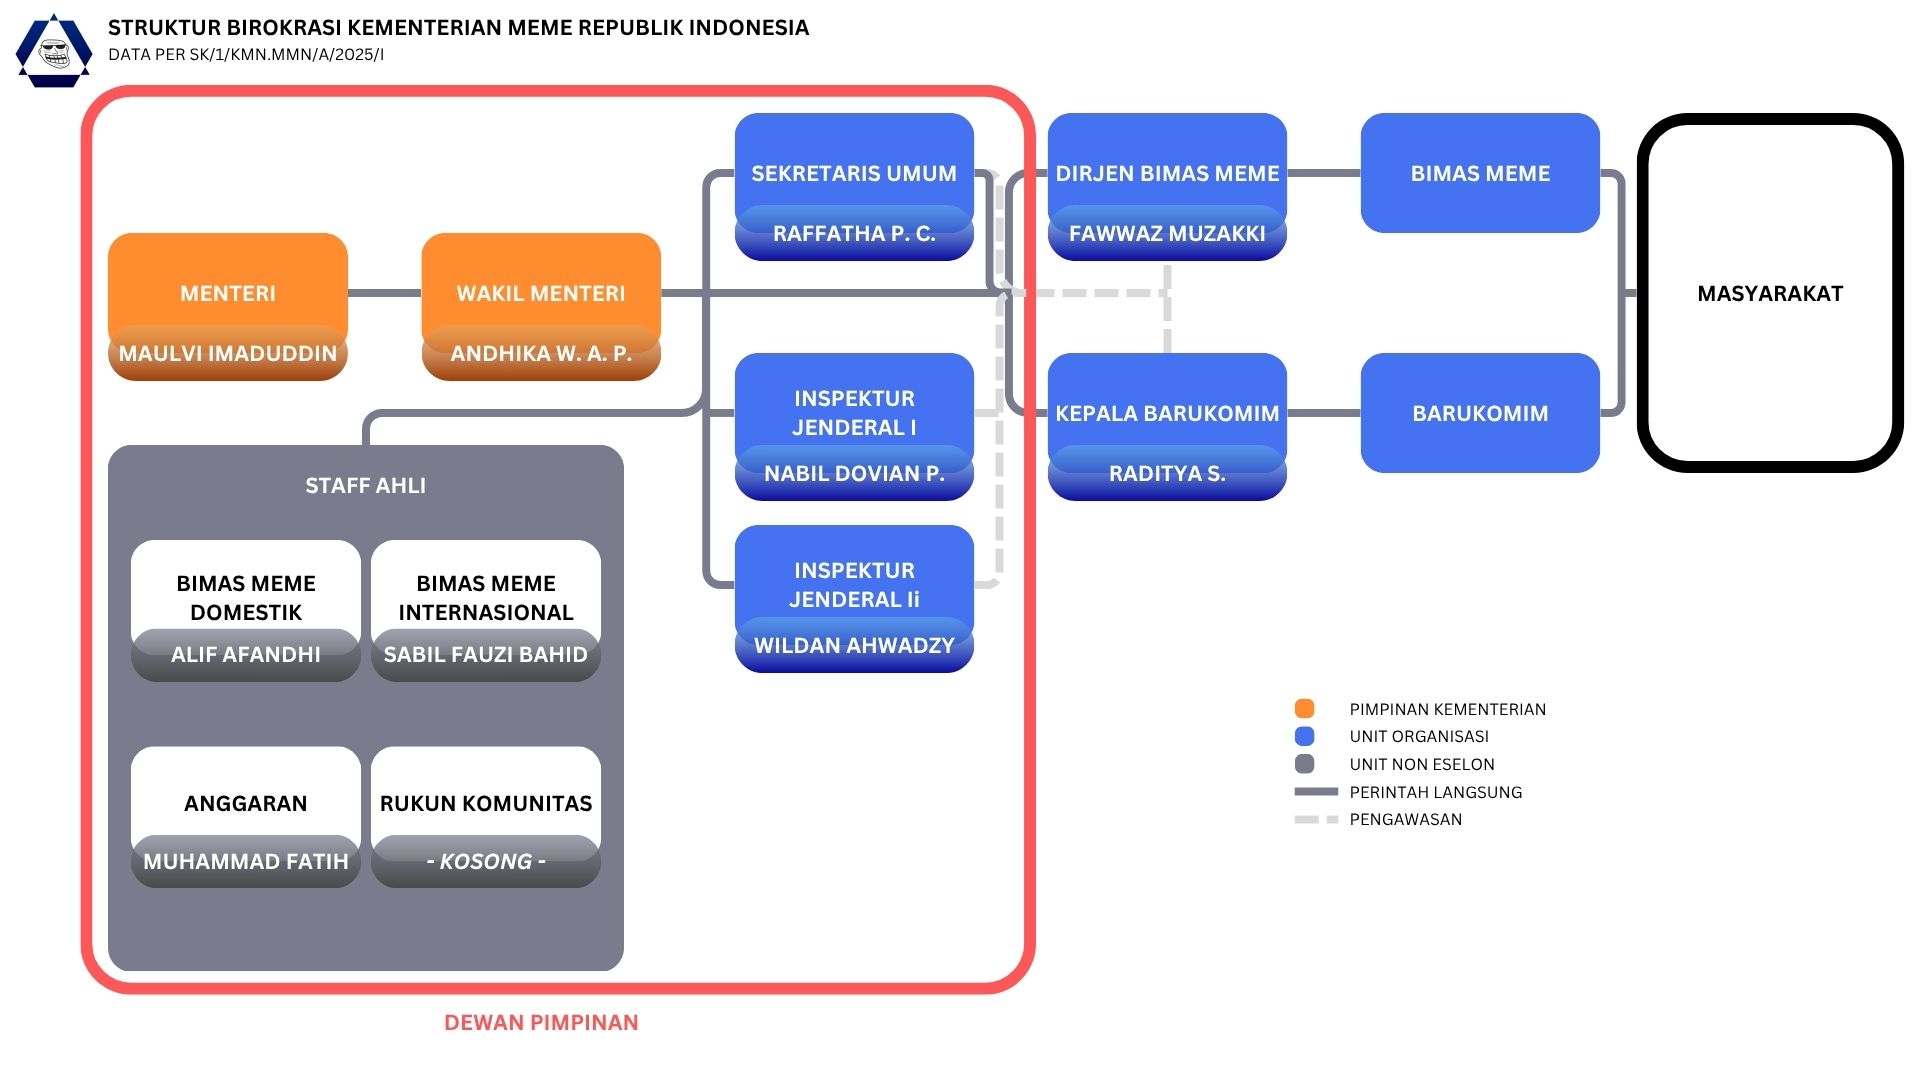 STRUKTUR BIROKRASI KEMENTERIAN MEME REPUBLIK INDONESIA
DATA PER SK/1/KMN.MMN/A/2025/I
SEKRETARIS UMUM
RAFFATHA P. C.
DIRJEN BIMAS MEME
FAWWAZ MUZAKKI
BIMAS MEME
MENTERI
MAULVI IMADUDDIN
WAKIL MENTERI
ANDHIKA W. A. P.
MASYARAKAT
INSPEKTUR
JENDERAL I
NABIL DOVIAN P.
KEPALA BARUKOMIM
RADITYA S.
BARUKOMIM
STAFF AHLI
BIMAS MEME
DOMESTIK
ALIF AFANDHI
BIMAS MEME
INTERNASIONAL
SABIL FAUZI BAHID
INSPEKTUR
JENDERAL Ii
WILDAN AHWADZY
ANGGARAN
MUHAMMAD FATIH
RUKUN KOMUNITAS
- KOSONG -
PIMPINAN KEMENTERIAN
UNIT ORGANISASI
UNIT NON ESELON
PERINTAH LANGSUNG
PENGAWASAN
DEWAN PIMPINAN